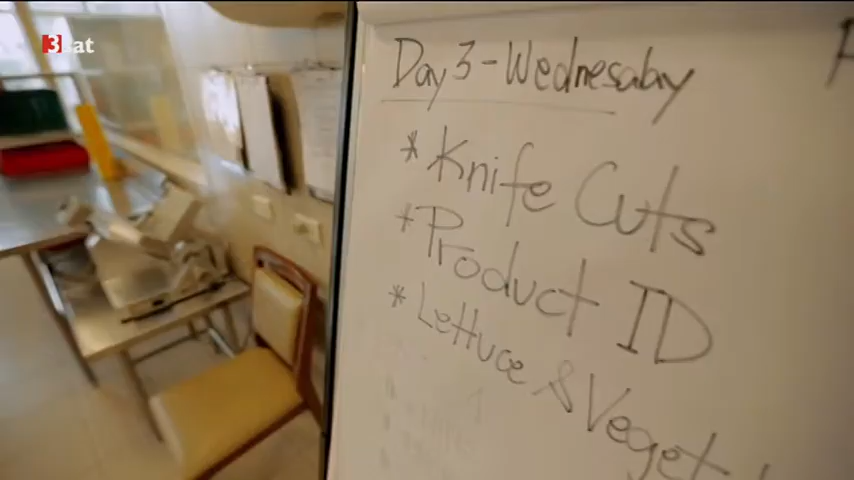 3sat
Day 3 - Wednesday
* Knife Cuts
* Product ID
* Lettuce & Veget